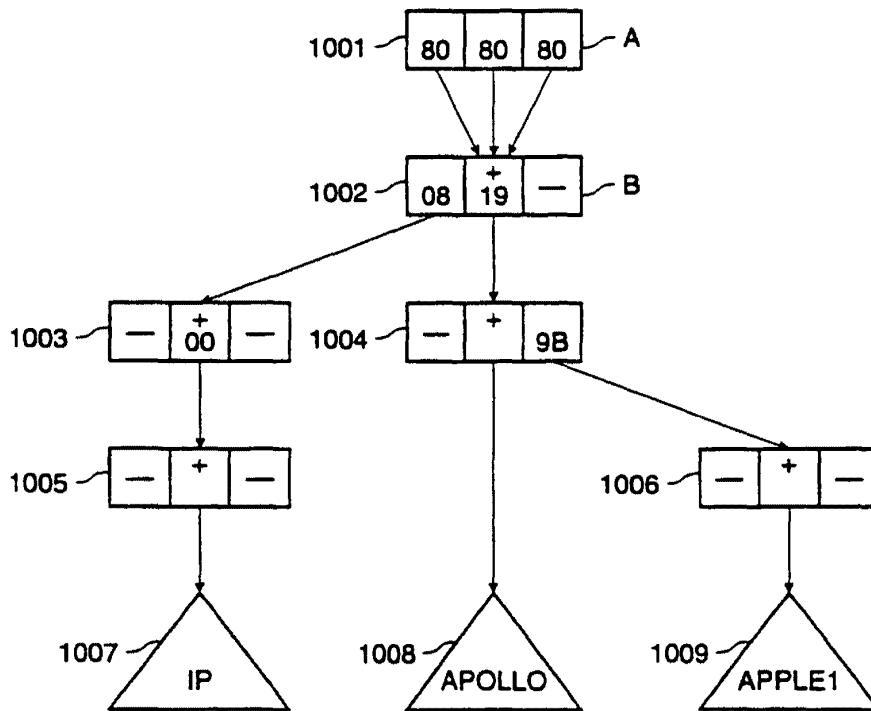 1001 80 80 80 A
+
1002 08 19 — B
+ +
1003 — 00 — 1004 — 9B
+ +
1005 — — 1006 — —
1007 IP 1008 APOLLO 1009 APPLE1